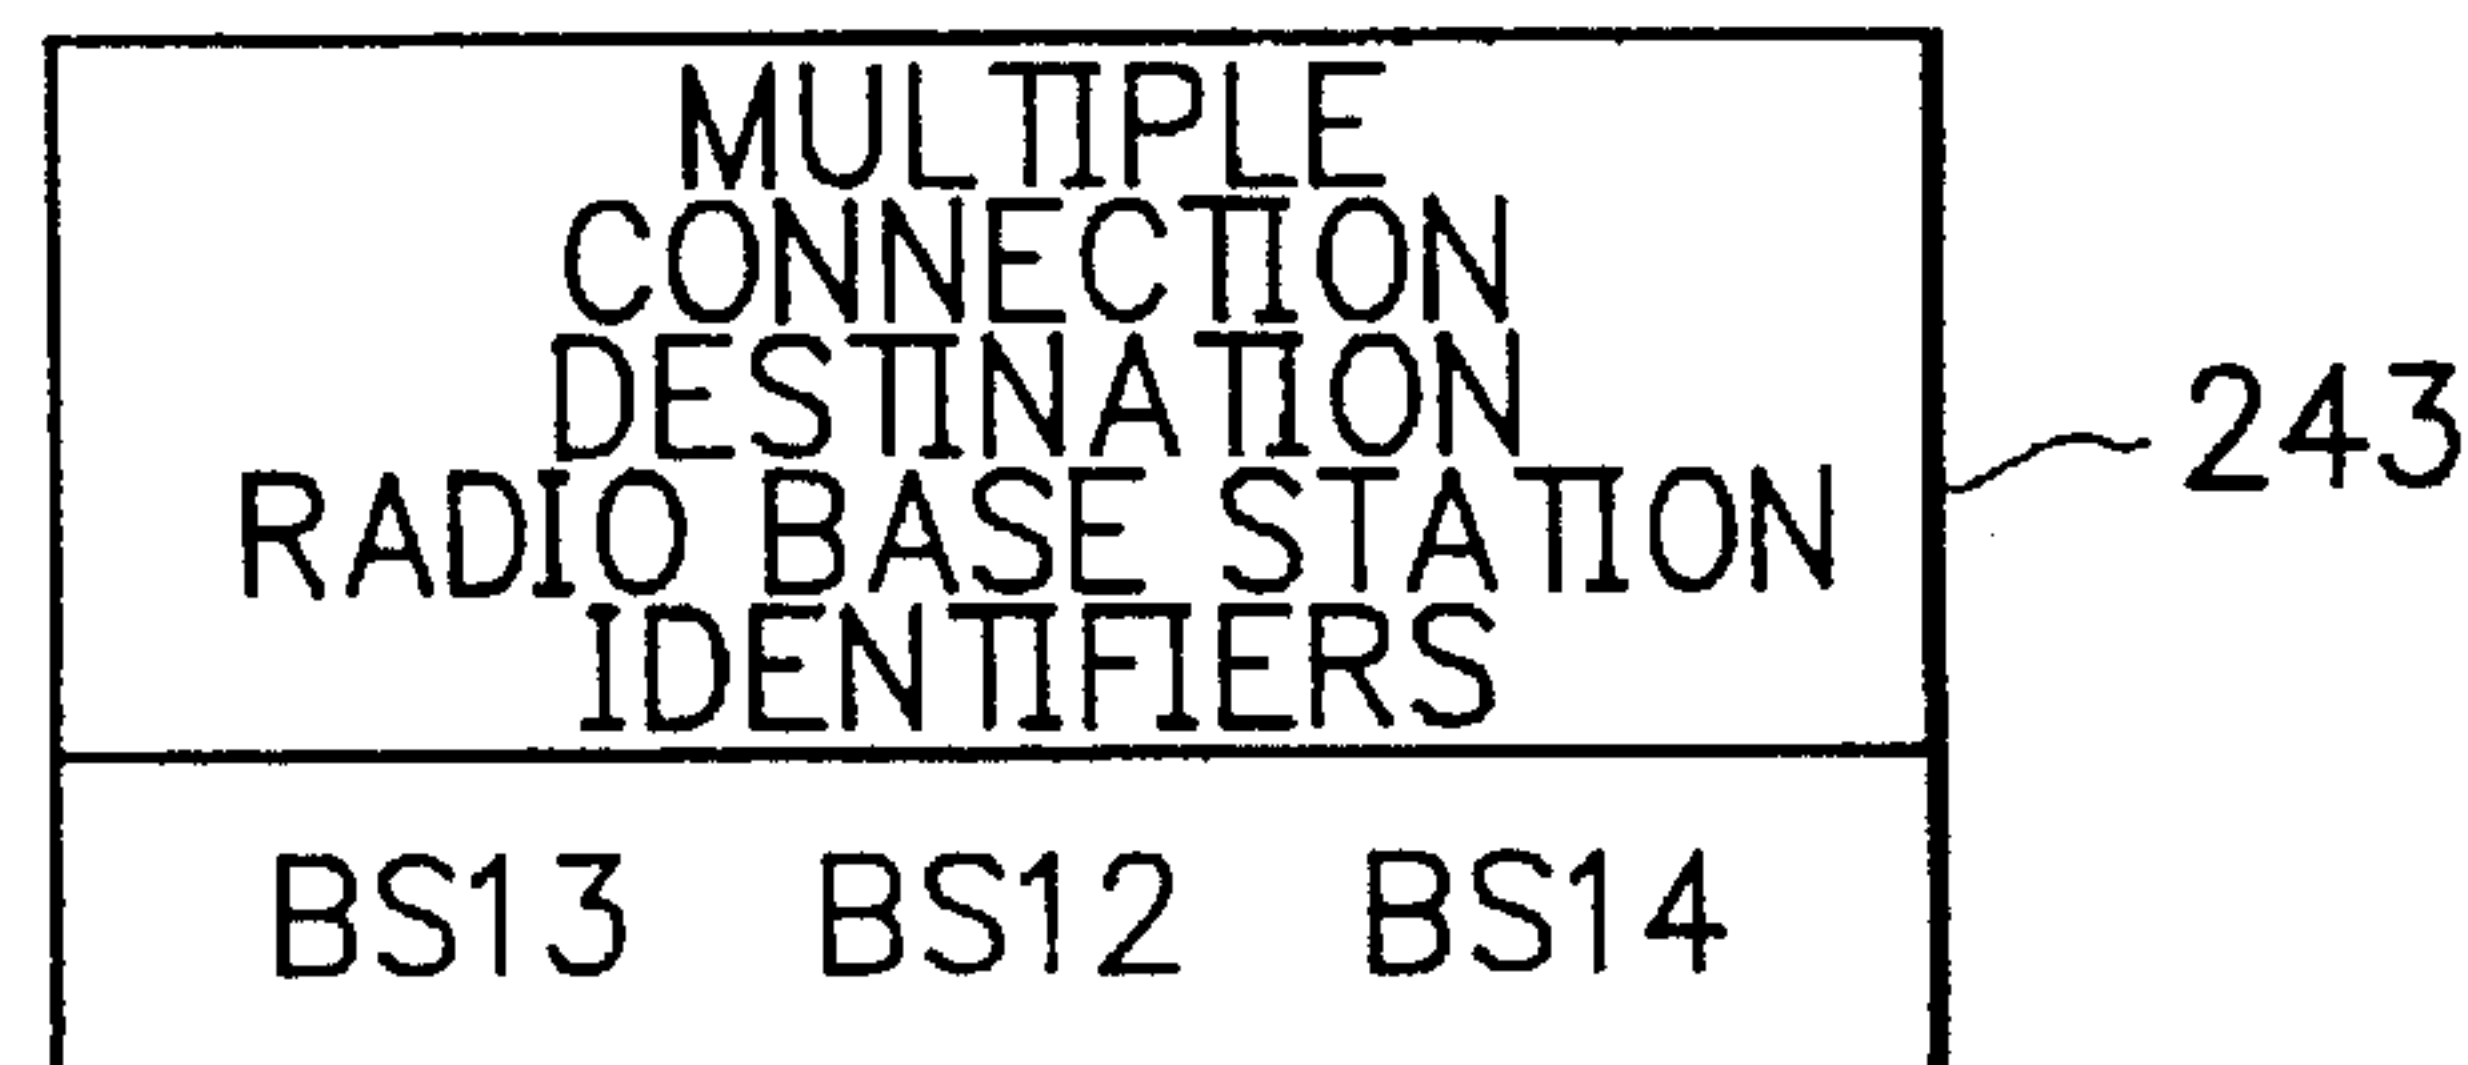 MULTIPLE
CONNECTION
DESTINATION
RADIO BASE STATION
IDENTIFIERS
243
BS13 BS12 BS14